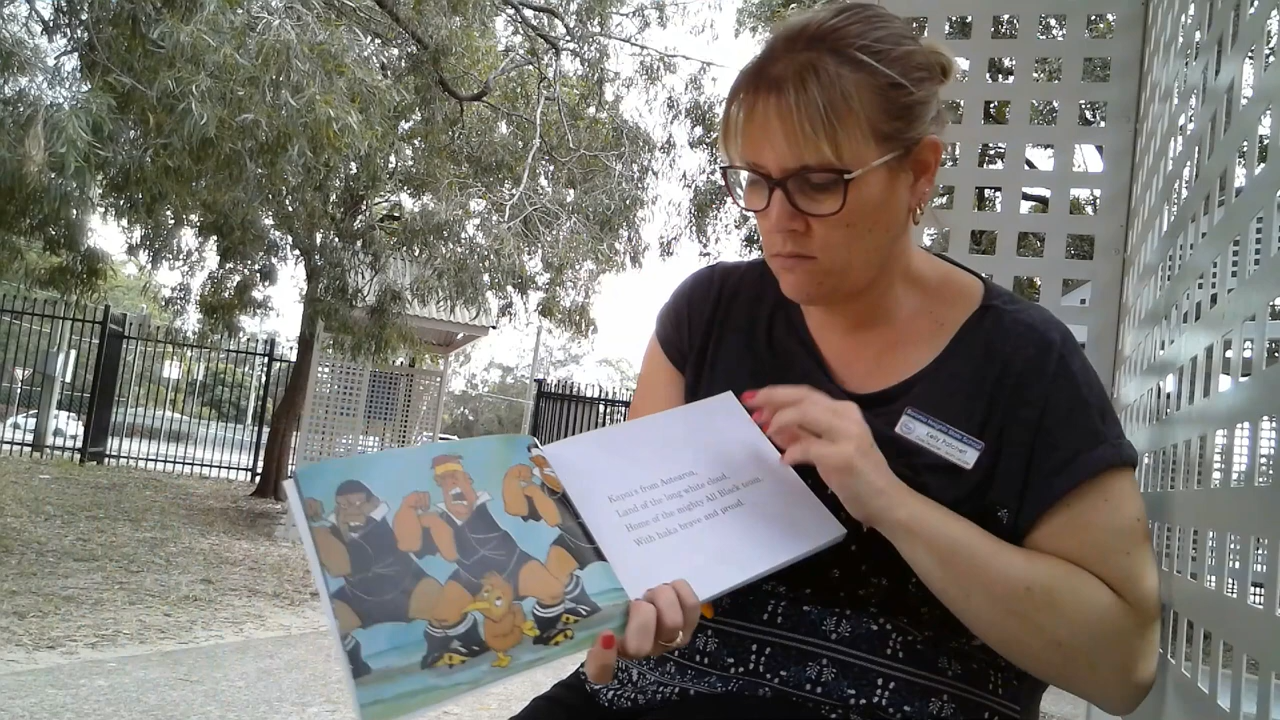 Kapai's from Aotearoa,
Land of the long white cloud.
Home of the mighty All Black team.
With haka brave and proud.
Kelly